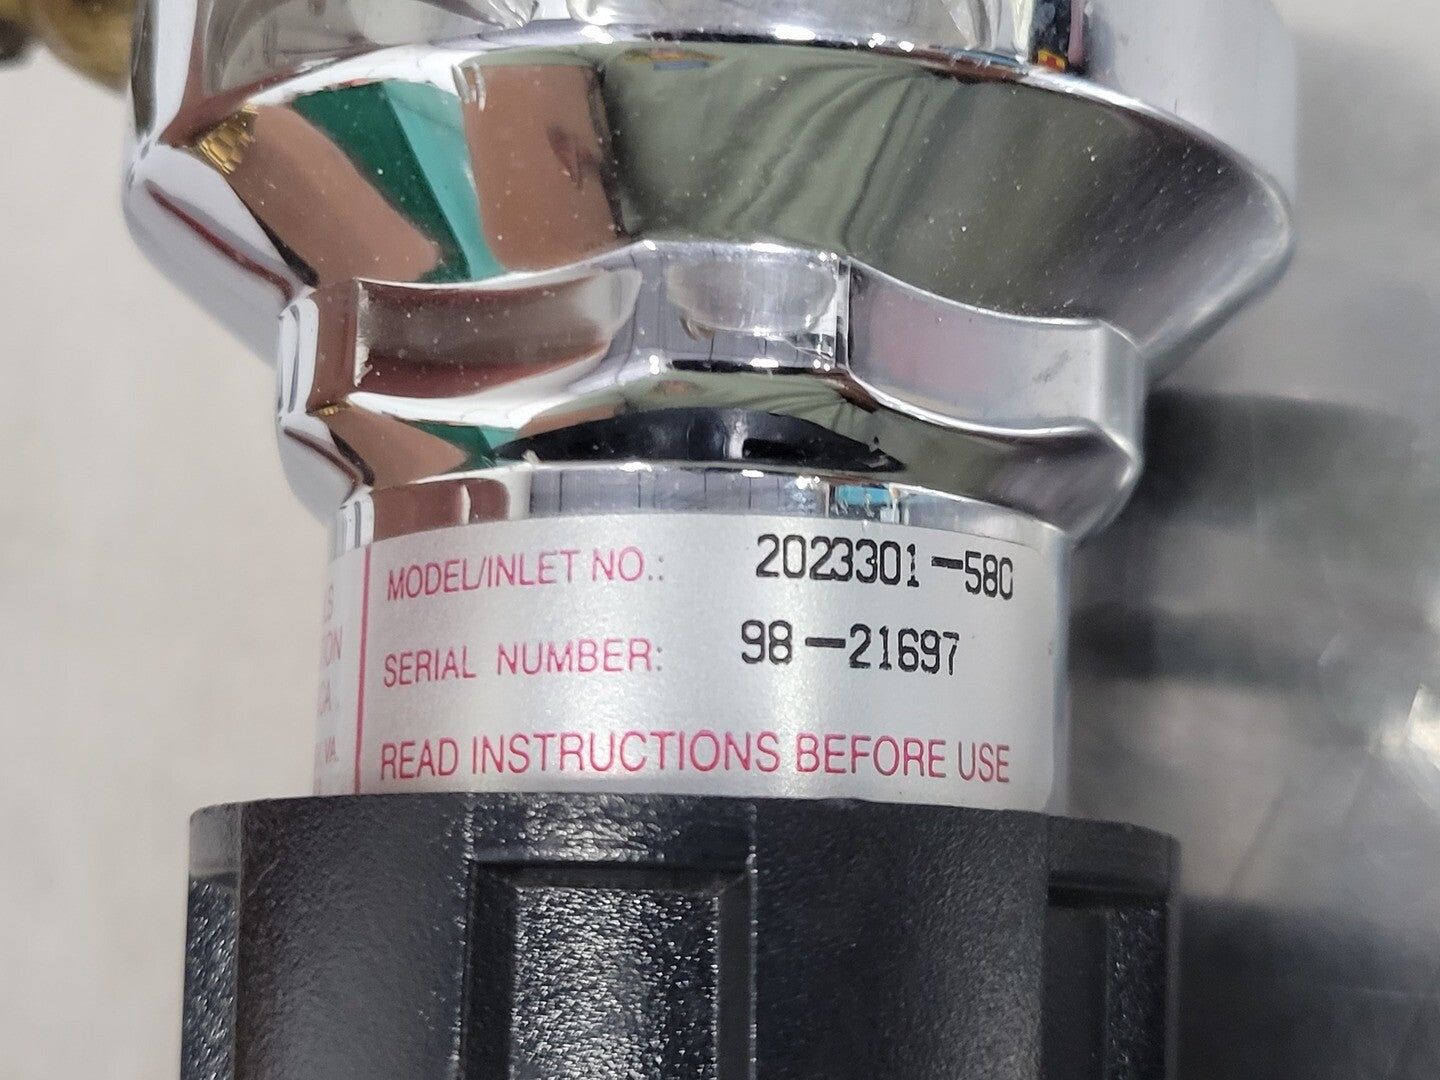 MODEL/INLET NO.: 2023301-580
SERIAL NUMBER: 98-21697
READ INSTRUCTIONS BEFORE USE